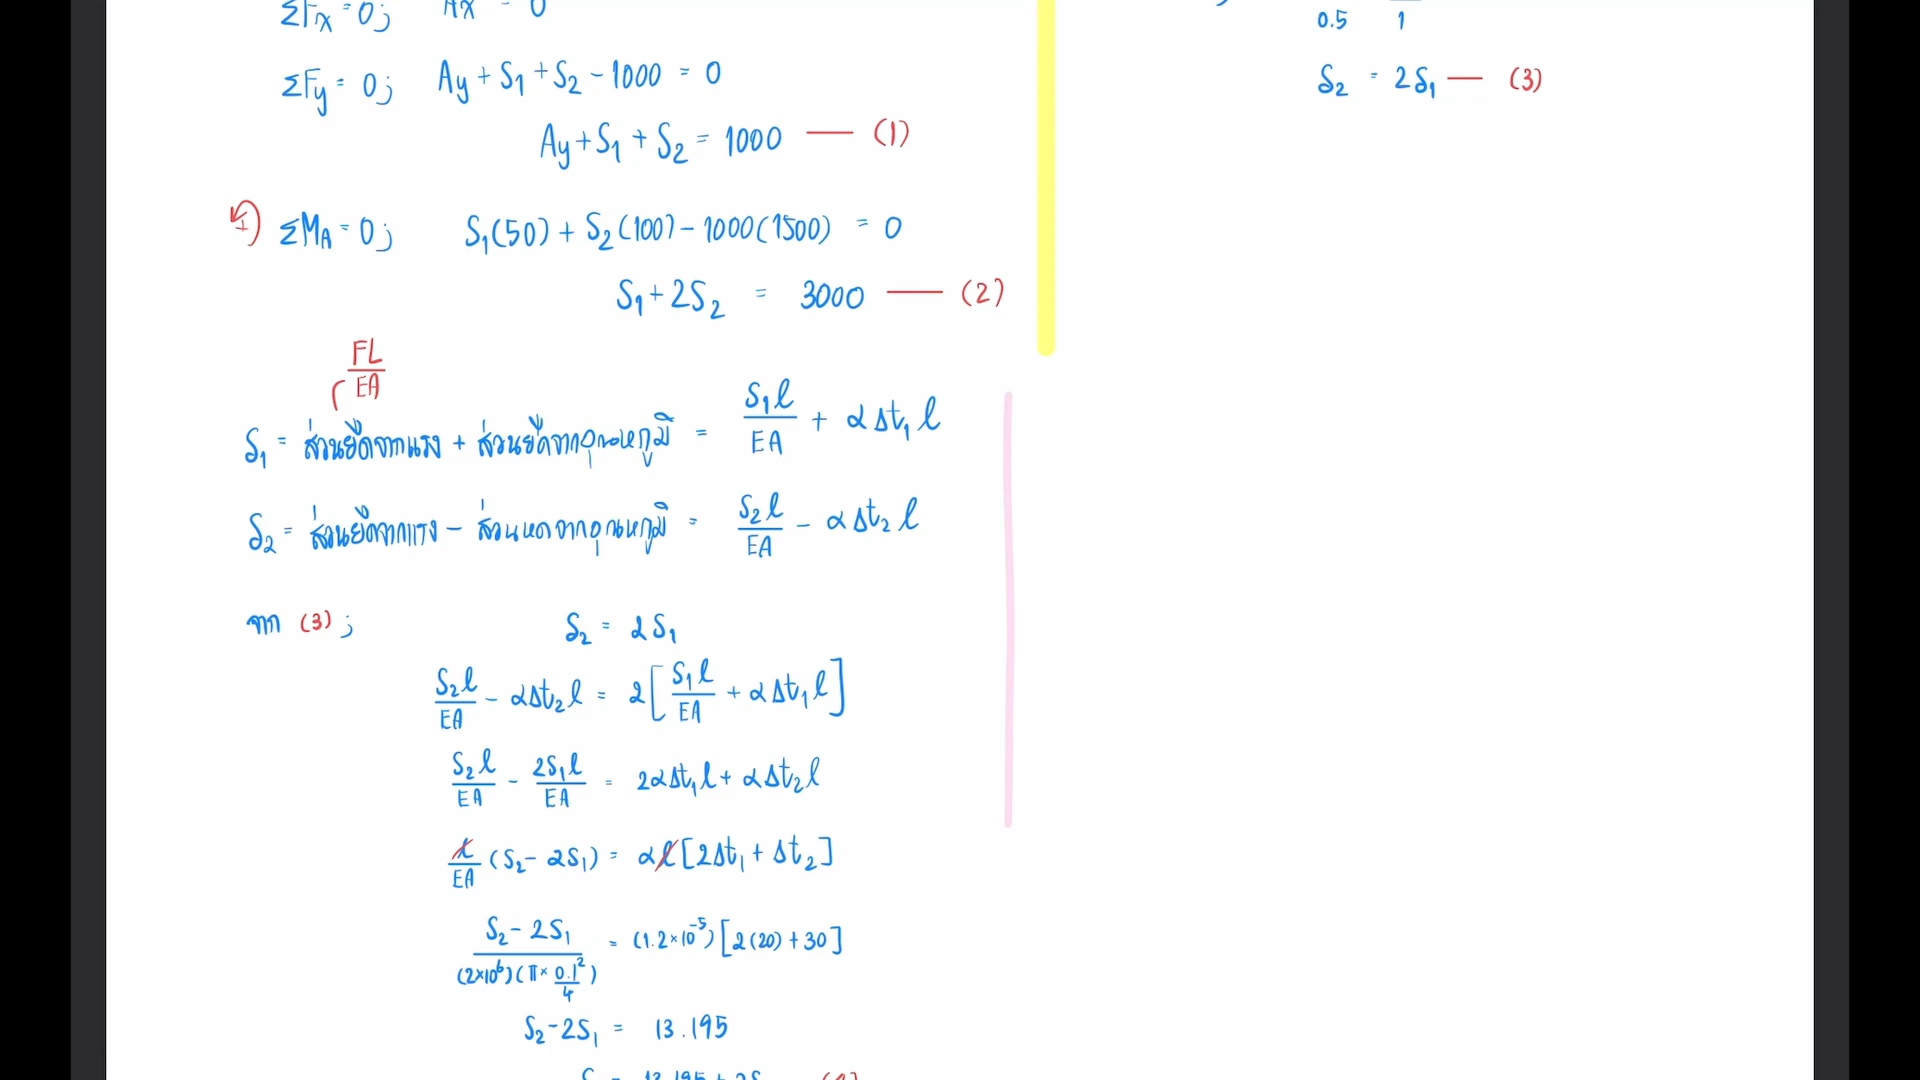 ΣFx = 0; Ax = 0
ΣFy = 0; Ay + S1 + S2 - 1000 = 0
Ay + S1 + S2 = 1000 — (1)
ΣMA = 0; S1(50) + S2(100) - 1000(1500) = 0
S1 + 2S2 = 3000 — (2)
FL/EA
δ1 = ส่วนยืดจากแรง + ส่วนยืดจากอุณหภูมิ = S1l/EA + αΔt1l
δ2 = ส่วนยืดจากแรง - ส่วนหดจากอุณหภูมิ = S2l/EA - αΔt2l
จาก (3); δ2 = 2δ1
S2l/EA - αΔt2l = 2[S1l/EA + αΔt1l]
S2l/EA - 2S1l/EA = 2αΔt1l + αΔt2l
l/EA (S2 - 2S1) = αl[2Δt1 + Δt2]
S2 - 2S1/(2×10^6)(π × 0.1^2/4) = (1.2×10^-5)[2(20) + 30]
S2 - 2S1 = 13.195
0.5 1
δ2 = 2δ1 — (3)